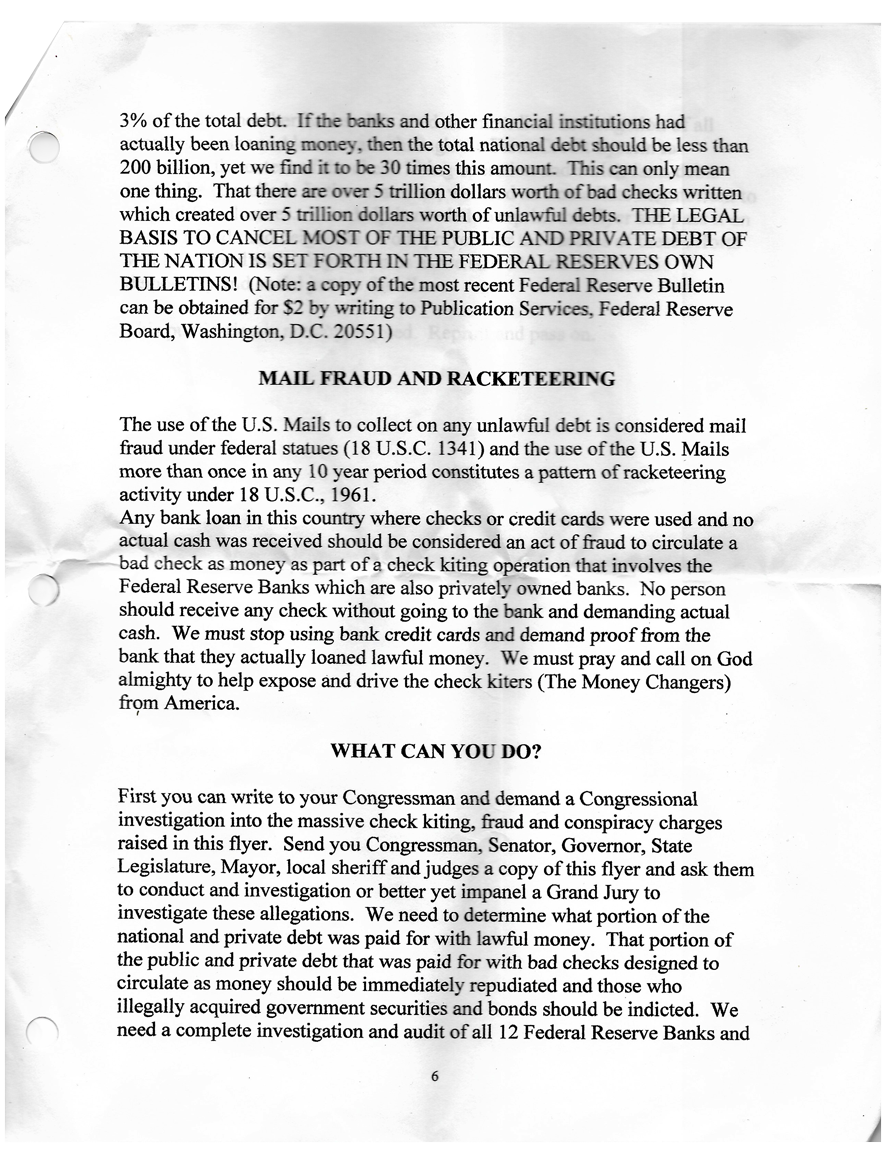 3% of the total debt. If the banks and other financial institutions had
actually been loaning money, then the total national debt should be less than
200 billion, yet we find it to be 30 times this amount. This can only mean
one thing. That there are over 5 trillion dollars worth of bad checks written
which created over 5 trillion dollars worth of unlawful debts. THE LEGAL
BASIS TO CANCEL MOST OF THE PUBLIC AND PRIVATE DEBT OF
THE NATION IS SET FORTH IN THE FEDERAL RESERVES OWN
BULLETINS! (Note: a copy of the most recent Federal Reserve Bulletin
can be obtained for $2 by writing to Publication Services, Federal Reserve
Board, Washington, D.C. 20551)
MAIL FRAUD AND RACKETEERING
The use of the U.S. Mails to collect on any unlawful debt is considered mail
fraud under federal statues (18 U.S.C. 1341) and the use of the U.S. Mails
more than once in any 10 year period constitutes a pattern of racketeering
activity under 18 U.S.C., 1961.
Any bank loan in this country where checks or credit cards were used and no
actual cash was received should be considered an act of fraud to circulate a
bad check as money as part of a check kiting operation that involves the
Federal Reserve Banks which are also privately owned banks. No person
should receive any check without going to the bank and demanding actual
cash. We must stop using bank credit cards and demand proof from the
bank that they actually loaned lawful money. We must pray and call on God
almighty to help expose and drive the check kiters (The Money Changers)
from America.
WHAT CAN YOU DO?
First you can write to your Congressman and demand a Congressional
investigation into the massive check kiting, fraud and conspiracy charges
raised in this flyer. Send you Congressman, Senator, Governor, State
Legislature, Mayor, local sheriff and judges a copy of this flyer and ask them
to conduct and investigation or better yet impanel a Grand Jury to
investigate these allegations. We need to determine what portion of the
national and private debt was paid for with lawful money. That portion of
the public and private debt that was paid for with bad checks designed to
circulate as money should be immediately repudiated and those who
illegally acquired government securities and bonds should be indicted. We
need a complete investigation and audit of all 12 Federal Reserve Banks and
6